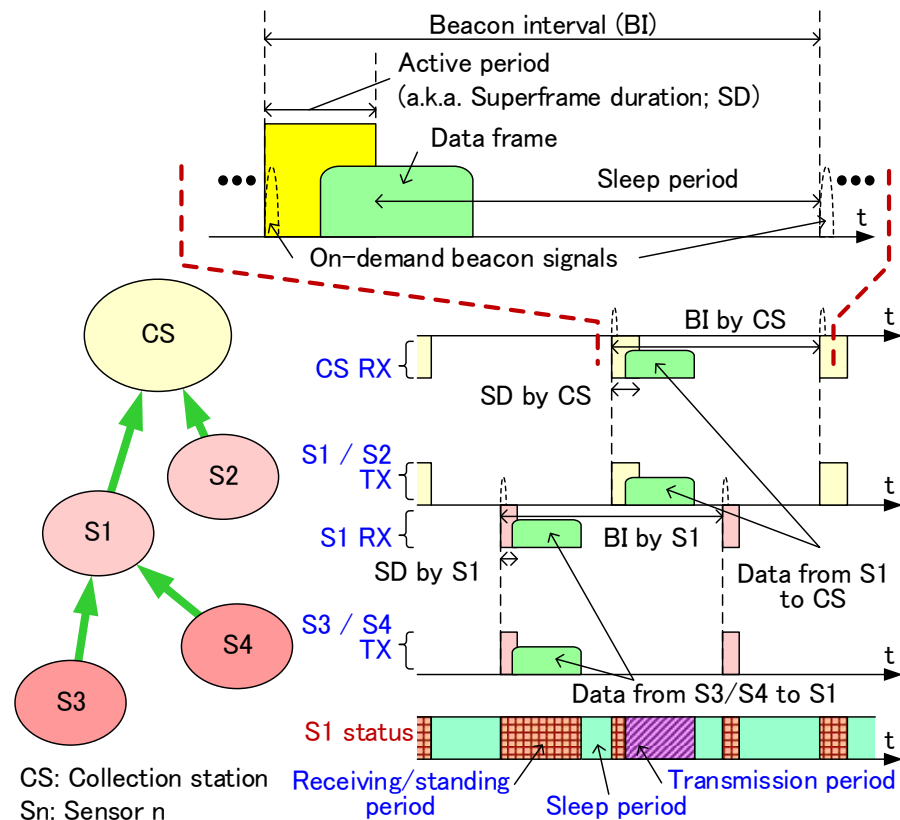 Beacon interval (BI)
Active period
(a.k.a. Superframe duration; SD)
Data frame
Sleep period
t
On-demand beacon signals
CS
S1
S2
S3
S4
CS: Collection station
Sn: Sensor n
t
BI by CS
CS RX
SD by CS
S1 / S2
TX
t
S1 RX
BI by S1
SD by S1
Data from S1
to CS
S3 / S4
TX
t
Data from S3/S4 to S1
S1 status
t
Receiving/standing
period
Sleep period
Transmission period